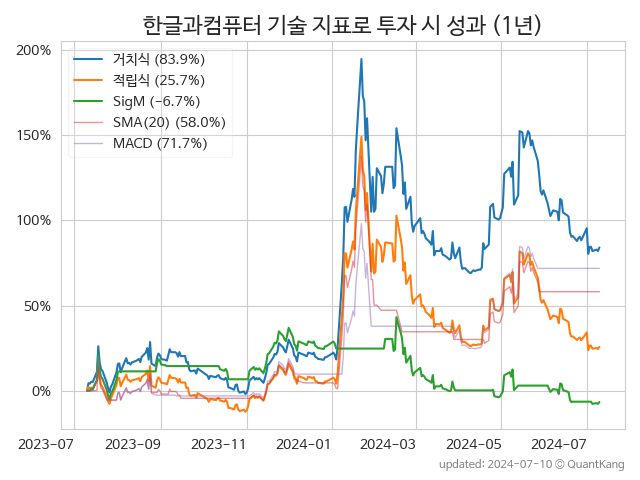 한글과컴퓨터 기술 지표로 투자 시 성과 (1년)
200%
150%
100%
50%
0%
거치식 (83.9%)
적립식 (25.7%)
SigM (-6.7%)
SMA(20) (58.0%)
MACD (71.7%)
2023-07 2023-09 2023-11 2024-01 2024-03 2024-05 2024-07
updated: 2024-07-10 © QuantKang